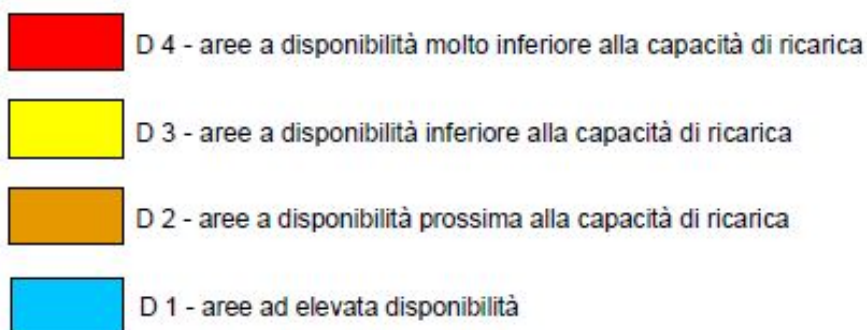 D 4 - aree a disponibilità molto inferiore alla capacità di ricarica
D 3 - aree a disponibilità inferiore alla capacità di ricarica
D 2 - aree a disponibilità prossima alla capacità di ricarica
D 1 - aree ad elevata disponibilità